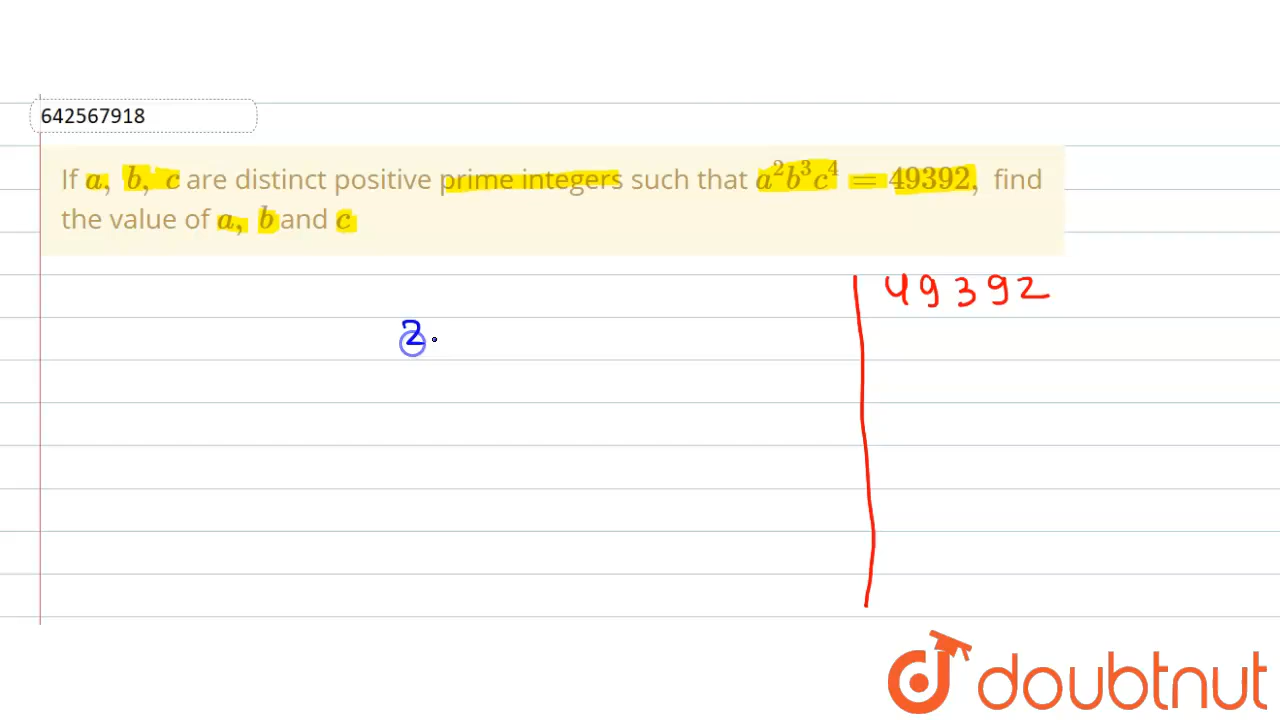 642567918
If a, b, c are distinct positive prime integers such that a²b³c⁴ = 49392, find
the value of a, b and c
49392
2.
doubtnut